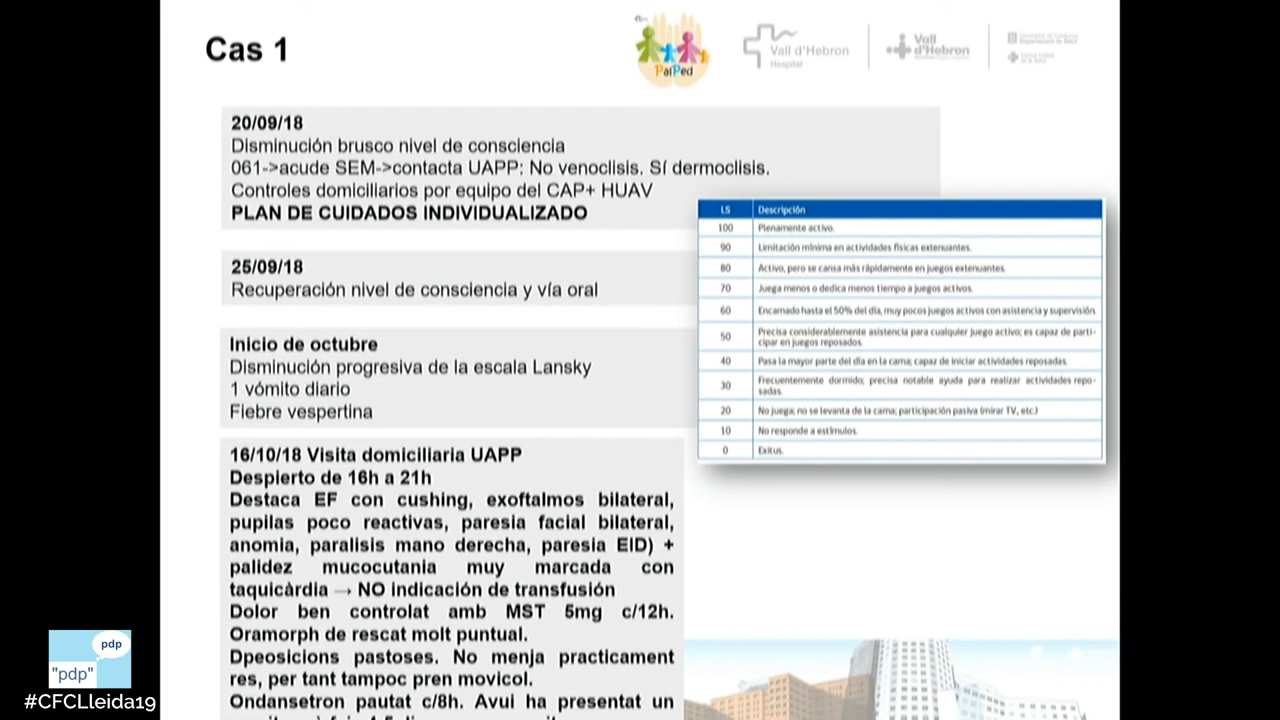 Cas 1
PalPed
Vall d'Hebron
Hospital
Vall
d'Hebron
20/09/18
Disminución brusco nivel de consciencia
061->acude SEM->contacta UAPP: No venoclisis. Sí dermoclisis.
Controles domiciliarios por equipo del CAP+ HUAV
PLAN DE CUIDADOS INDIVIDUALIZADO
25/09/18
Recuperación nivel de consciencia y vía oral
Inicio de octubre
Disminución progresiva de la escala Lansky
1 vómito diario
Fiebre vespertina
LS Descripción
100 Plenamente activo.
90 Limitación mínima en actividades físicas extenuantes.
80 Activo, pero se cansa más rápidamente en juegos extenuantes.
70 Juega menos o dedica menos tiempo a juegos activos.
60 Encamado hasta el 50% del día, muy pocos juegos activos con asistencia y supervisión.
50 Precisa considerablemente asistencia para cualquier juego activo; es capaz de parti-
cipar en juegos reposados.
40 Pasa la mayor parte del día en la cama; capaz de iniciar actividades reposadas.
30 Frecuentemente dormido; precisa notable ayuda para realizar actividades repo-
sadas.
20 No juega; no se levanta de la cama; participación pasiva (mirar TV, etc.)
10 No responde a estímulos.
0 Exitus.
16/10/18 Visita domiciliaria UAPP
Despierto de 16h a 21h
Destaca EF con cushing, exoftalmos bilateral,
pupilas poco reactivas, paresia facial bilateral,
anomia, paralisis mano derecha, paresia EID) +
palidez mucocutania muy marcada con
taquicàrdia → NO indicación de transfusión
Dolor ben controlat amb MST 5mg c/12h.
Oramorph de rescat molt puntual.
Dpeosicions pastoses. No menja practicament
res, per tant tampoc pren movicol.
Ondansetron pautat c/8h. Avui ha presentat un
pdp
"pdp"
#CFCLleida19